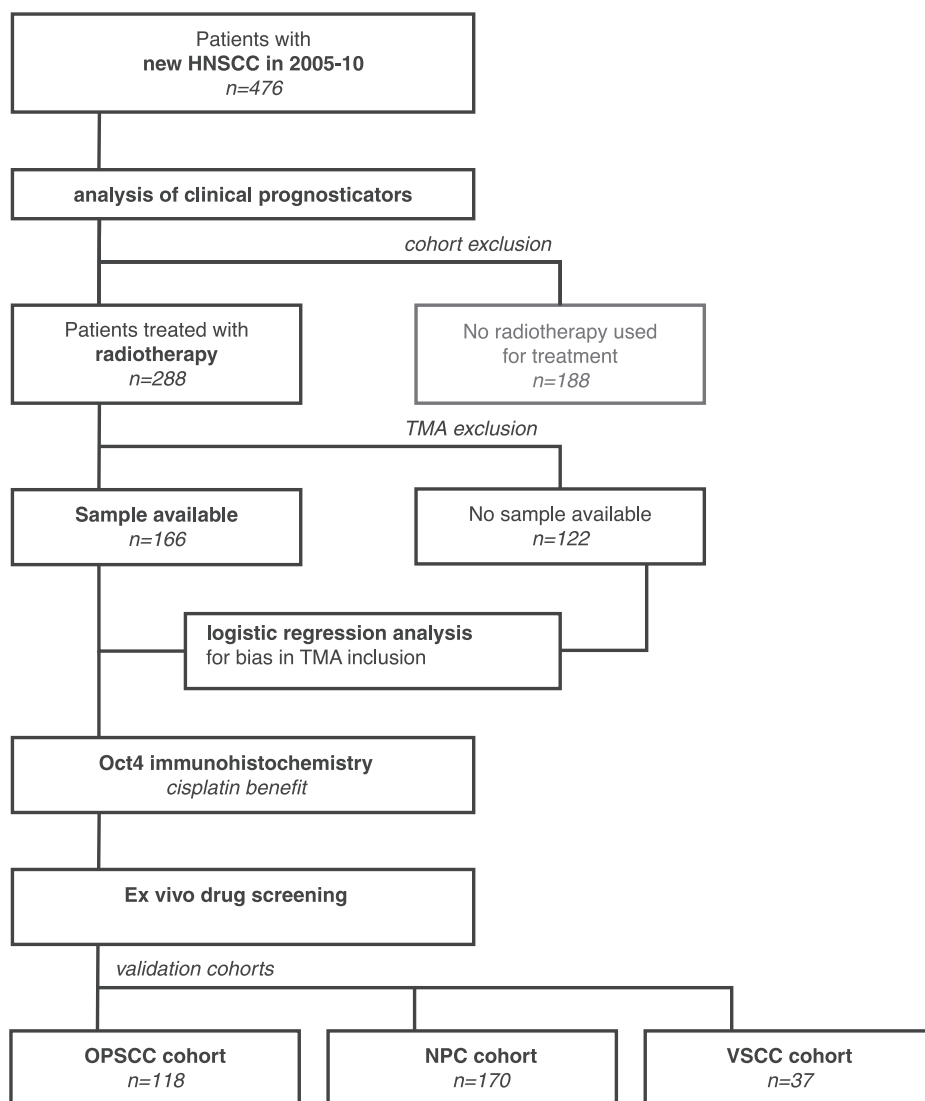 Patients with
new HNSCC in 2005-10
n=476
analysis of clinical prognosticators
cohort exclusion
Patients treated with
radiotherapy
n=288
No radiotherapy used
for treatment
n=188
TMA exclusion
Sample available
n=166
No sample available
n=122
logistic regression analysis
for bias in TMA inclusion
Oct4 immunohistochemistry
cisplatin benefit
Ex vivo drug screening
validation cohorts
OPSCC cohort
n=118
NPC cohort
n=170
VSCC cohort
n=37